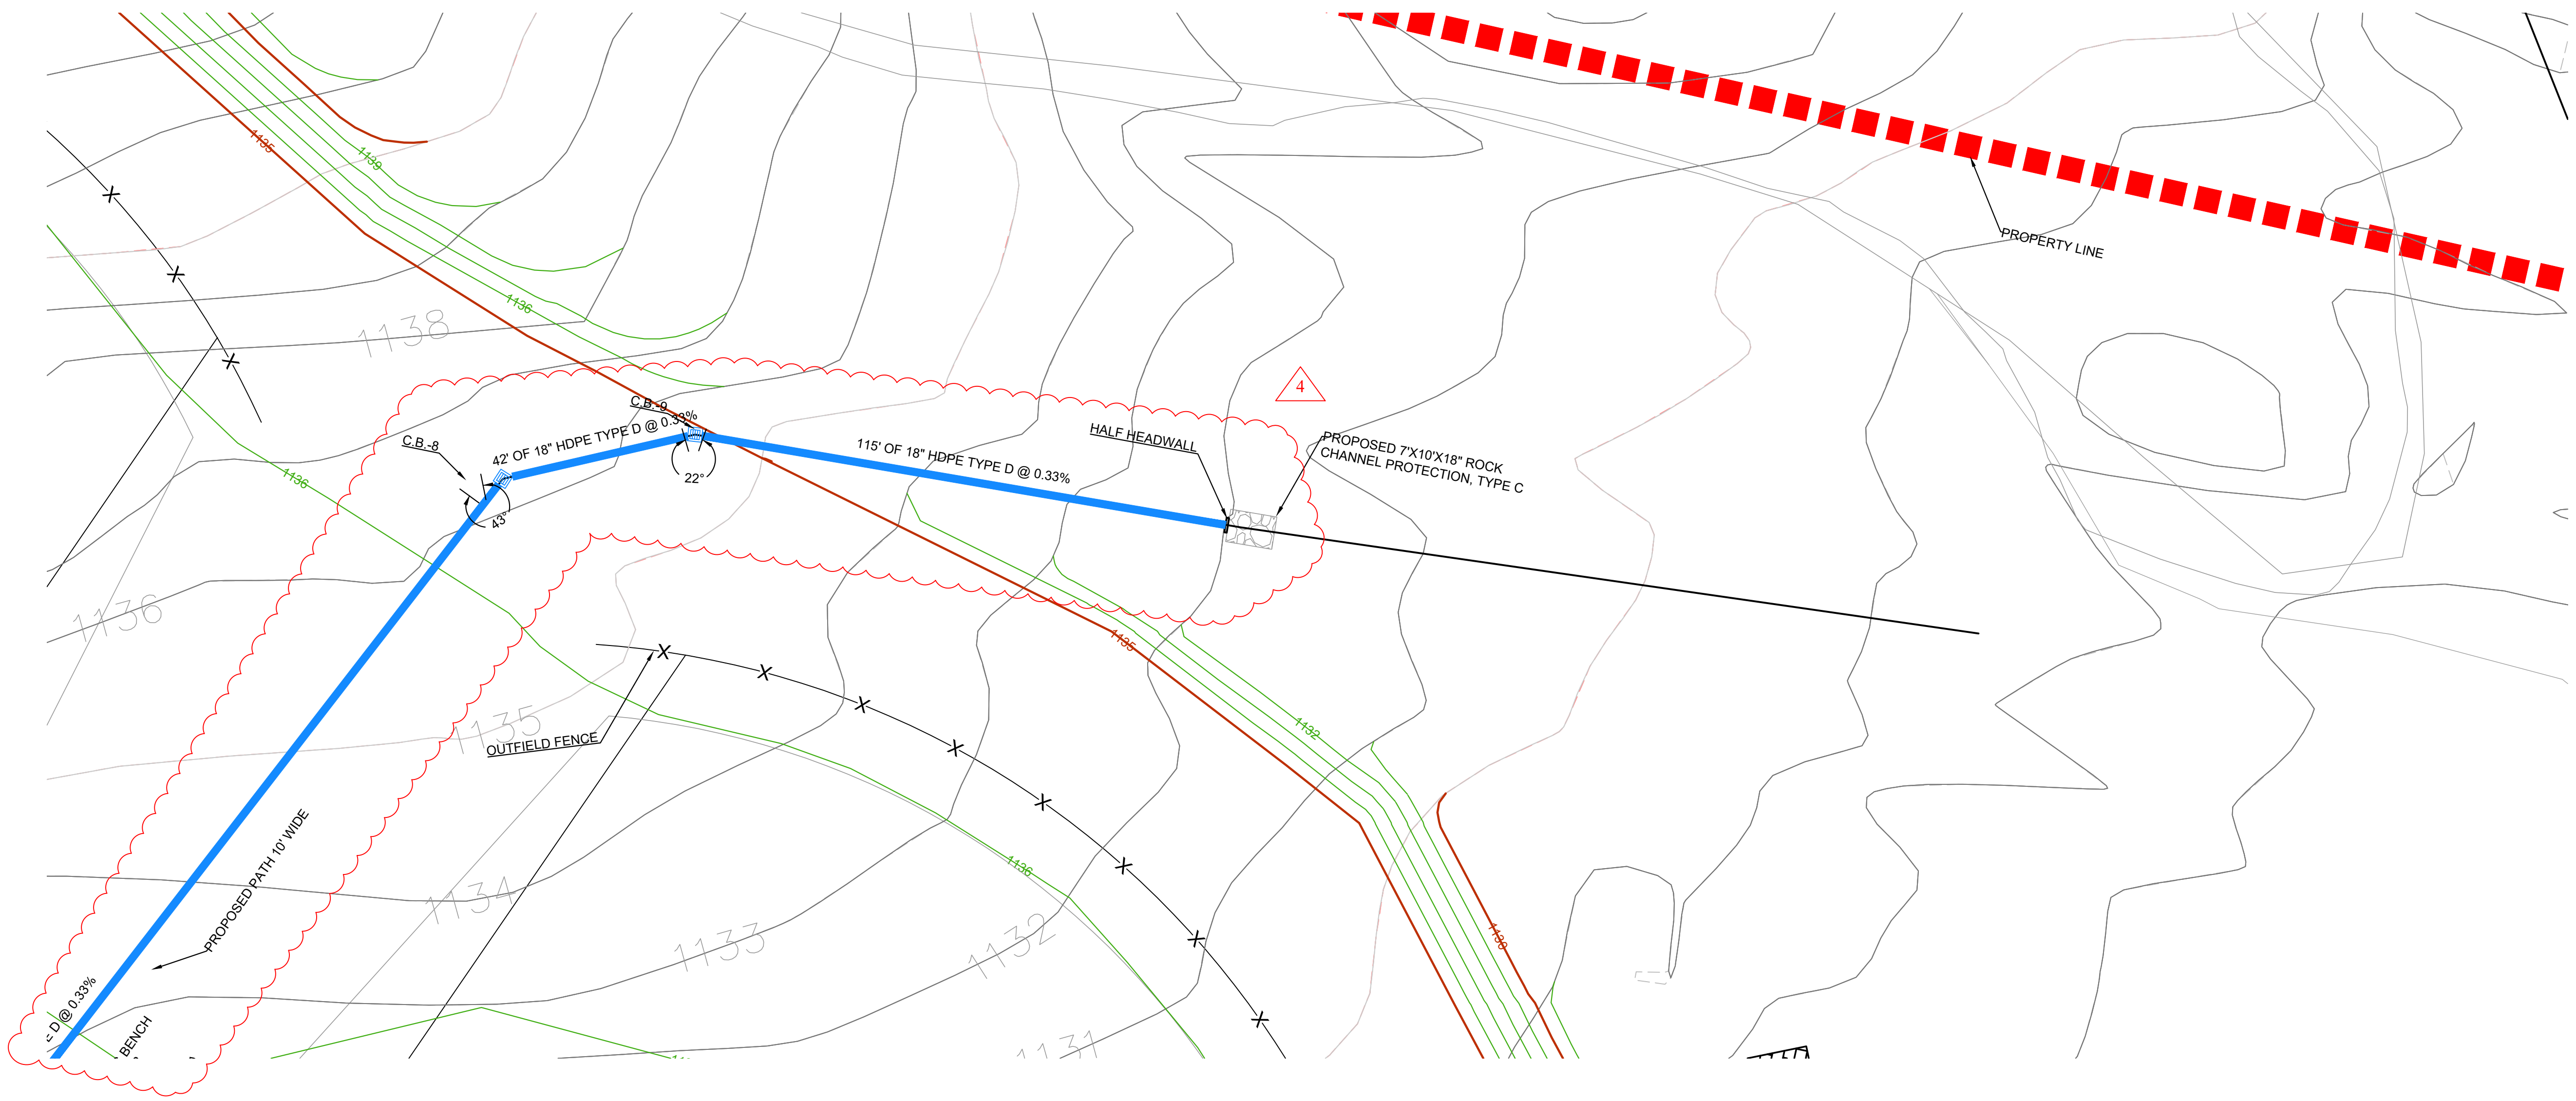 1135
1139
1136
PROPERTY LINE
1138
4
C.B.-9
C.B.-8
42' OF 18" HDPE TYPE D @ 0.33%
22°
43°
115' OF 18" HDPE TYPE D @ 0.33%
HALF HEADWALL
PROPOSED 7'X10'X18" ROCK
CHANNEL PROTECTION, TYPE C
1136
1136
1135
1135
OUTFIELD FENCE
1132
PROPOSED PATH 10' WIDE
1134
1136
1133
1132
1130
D @ 0.33%
BENCH
1131